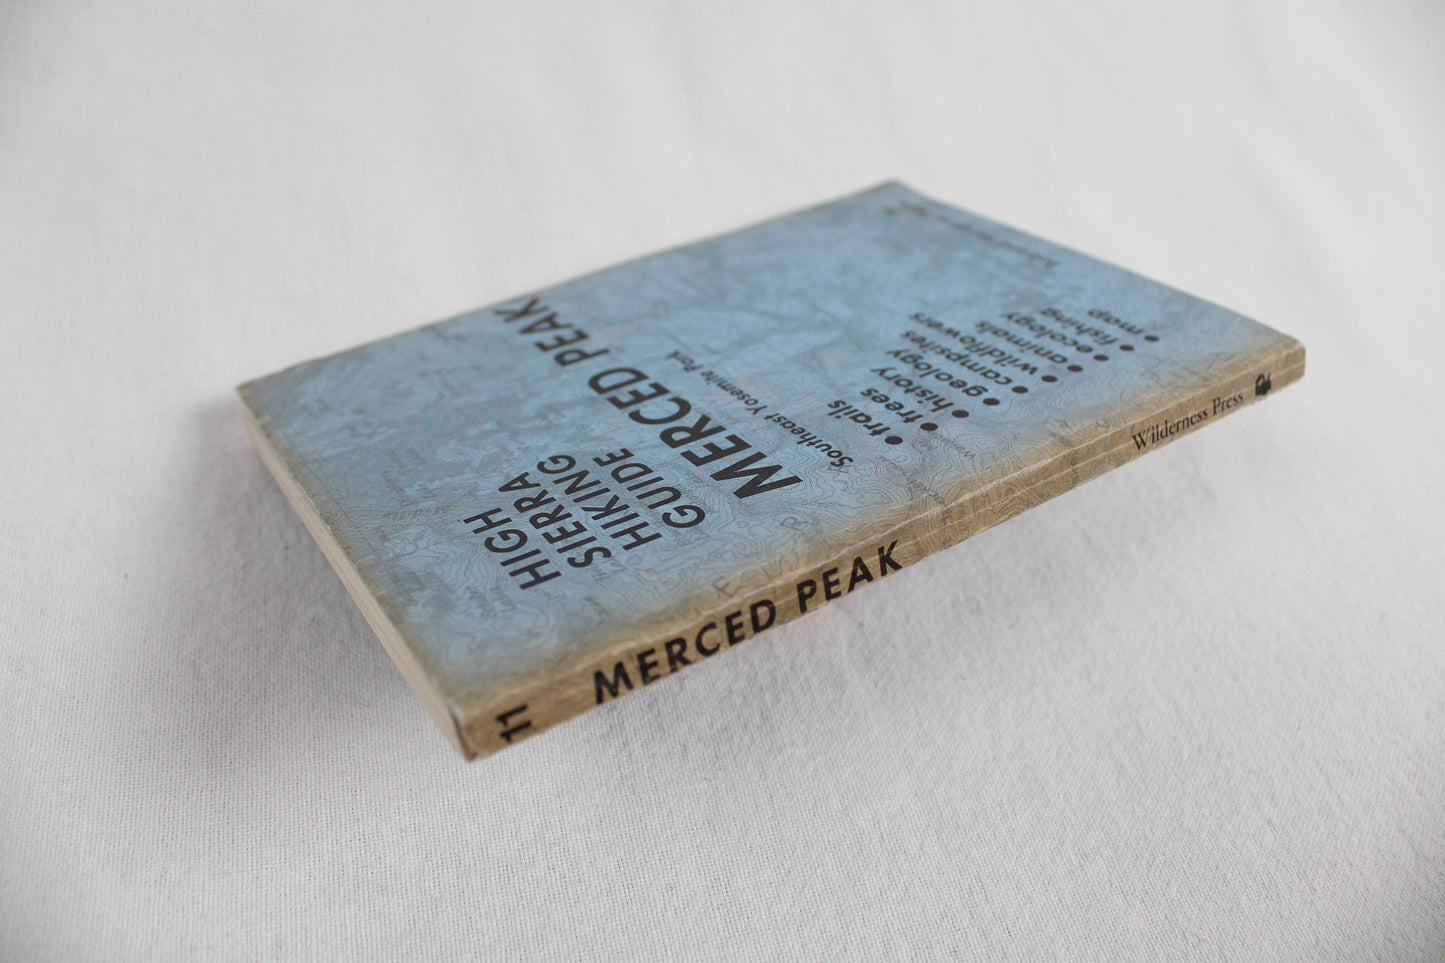 HIGH
SIERRA
HIKING
GUIDE
MERCED PEAK
Southeast Yosemite Park
• trails
• trees
• history
• geology
• campsites
• wildflowers
• animals
• ecology
• fishing
• map
11
MERCED PEAK
Wilderness Press